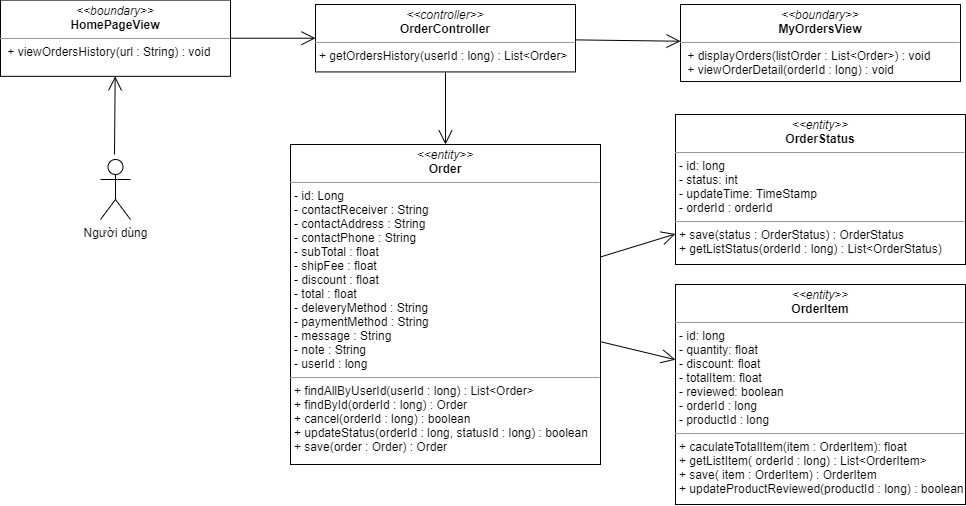 <<boundary>>
HomePageView
+ viewOrdersHistory(url : String) : void
<<controller>>
OrderController
+ getOrdersHistory(userId : long) : List<Order>
<<boundary>>
MyOrdersView
+ displayOrders(listOrder : List<Order>) : void
+ viewOrderDetail(orderId : long) : void
Người dùng
<<entity>>
Order
- id: Long
- contactReceiver : String
- contactAddress : String
- contactPhone : String
- subTotal : float
- shipFee : float
- discount : float
- total : float
- deleveryMethod : String
- paymentMethod : String
- message : String
- note : String
- userId : long
+ findAllByUserId(userId : long) : List<Order>
+ findById(orderId : long) : Order
+ cancel(orderId : long) : boolean
+ updateStatus(orderId : long, statusId : long) : boolean
+ save(order : Order) : Order
<<entity>>
OrderStatus
- id: long
- status: int
- updateTime: TimeStamp
- orderId : orderId
+ save(status : OrderStatus) : OrderStatus
+ getListStatus(orderId : long) : List<OrderStatus)
<<entity>>
OrderItem
- id: long
- quantity: float
- discount: float
- totalItem: float
- reviewed: boolean
- orderId : long
- productId : long
+ caculateTotalItem(item : OrderItem): float
+ getListItem( orderId : long) : List<OrderItem>
+ save( item : OrderItem) : OrderItem
+ updateProductReviewed(productId : long) : boolean